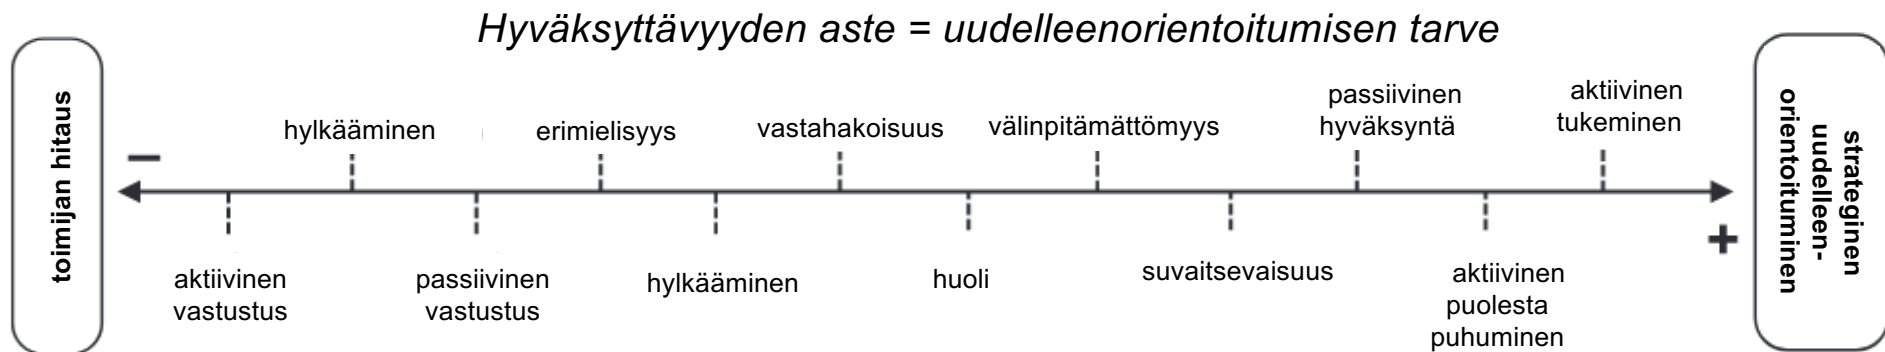 Hyväksyttävyyden aste = uudelleenorientoitumisen tarve
toimijan hitaus
−
hylkääminen
erimielisyys
vastahakoisuus
välinpitämättömyys
passiivinen
hyväksyntä
aktiivinen
tukeminen
aktiivinen
vastustus
passiivinen
vastustus
hylkääminen
huoli
suvaitsevaisuus
aktiivinen
puolesta
puhuminen
+
strateginen
uudelleen-
orientoituminen